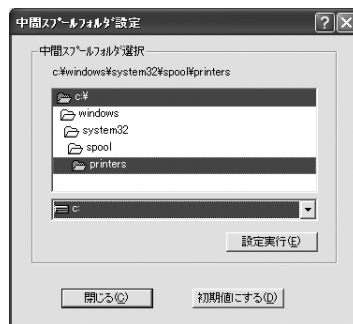 中間ｽﾌﾟｰﾙﾌｫﾙﾀﾞ設定
中間ｽﾌﾟｰﾙﾌｫﾙﾀﾞ選択
c:¥windows¥system32¥spool¥printers
c:¥
windows
system32
spool
printers
c:
設定実行(E)
閉じる(C)
初期値にする(D)